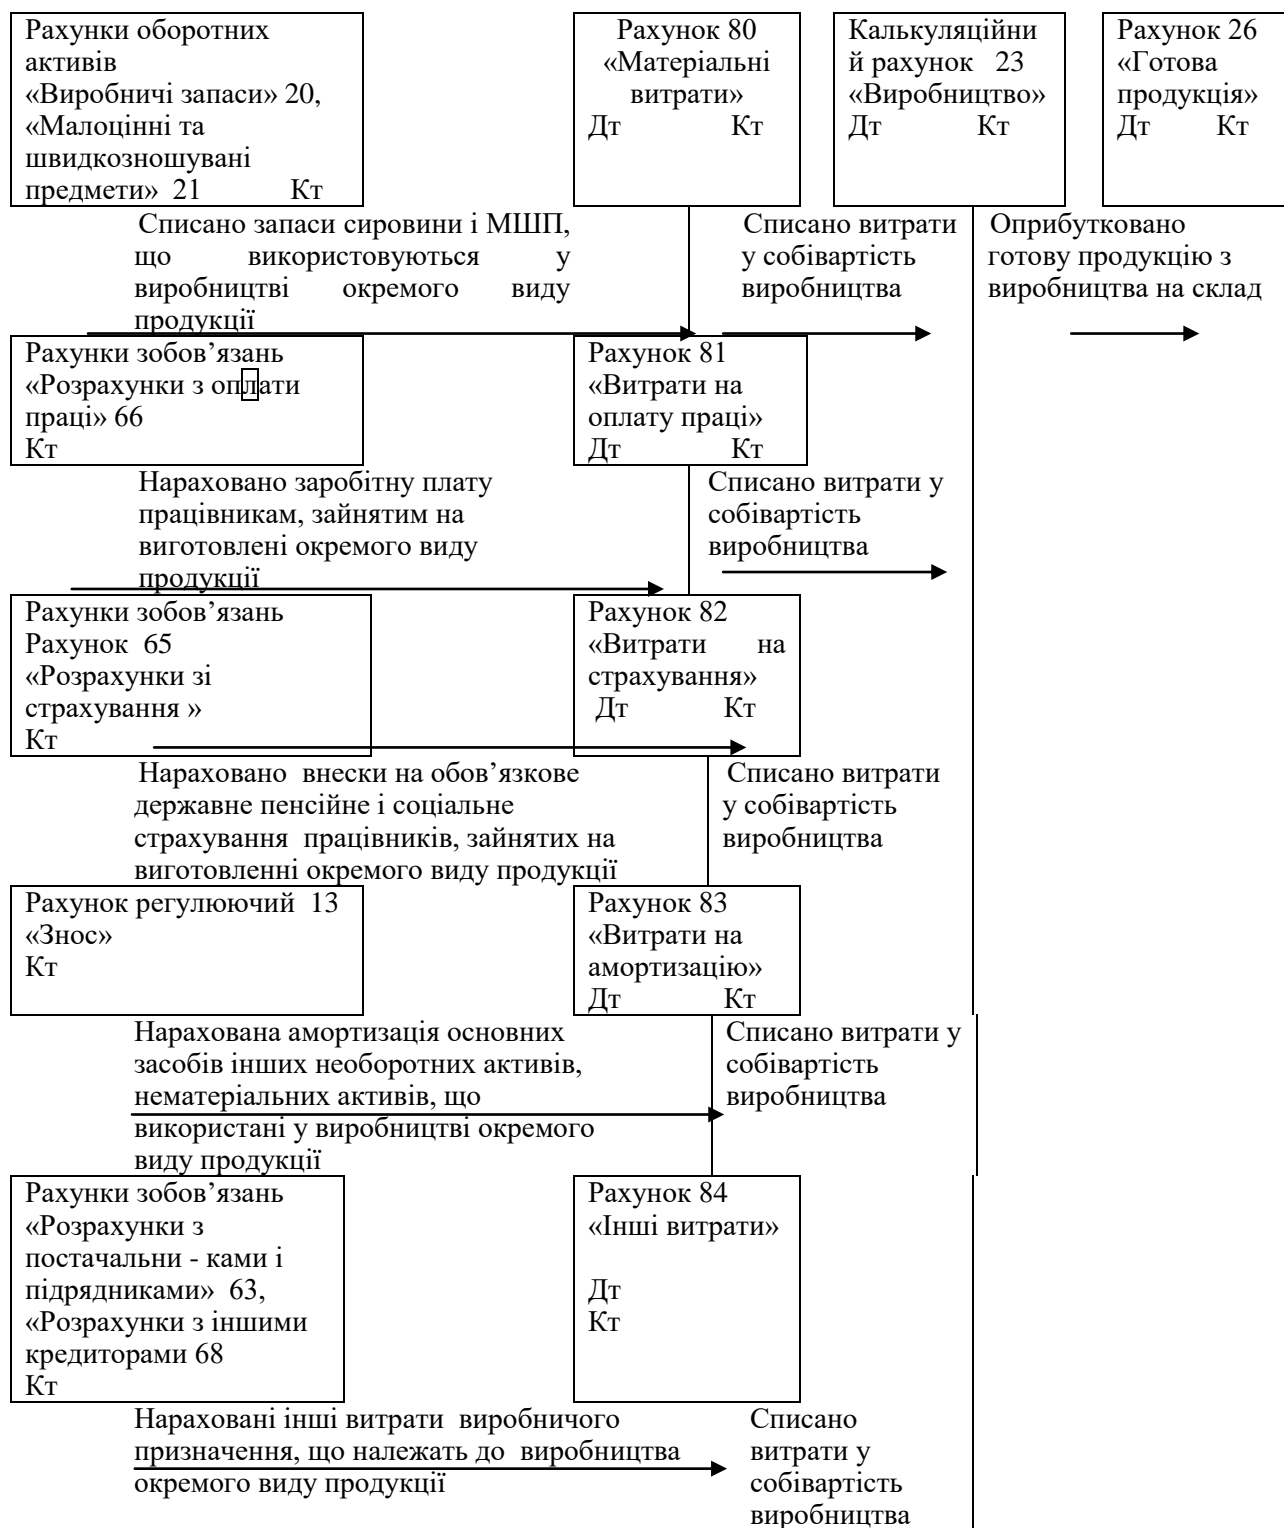 Рахунки оборотних
активів
«Виробничі запаси» 20,
«Малоцінні та
швидкозношувані
предмети» 21 Кт
Рахунок 80
«Матеріальні
витрати»
Дт Кт
Калькуляційни
й рахунок 23
«Виробництво»
Дт Кт
Рахунок 26
«Готова
продукція»
Дт Кт
Списано запаси сировини і МШП,
що використовуються у
виробництві окремого виду
продукції
Списано витрати
у собівартість
виробництва
Оприбутковано
готову продукцію з
виробництва на склад
Рахунки зобов’язань
«Розрахунки з оплати
праці» 66
Кт
Рахунок 81
«Витрати на
оплату праці»
Дт Кт
Нараховано заробітну плату
працівникам, зайнятим на
виготовлені окремого виду
продукції
Списано витрати у
собівартість
виробництва
Рахунки зобов’язань
Рахунок 65
«Розрахунки зі
страхування »
Кт
Рахунок 82
«Витрати на
страхування»
Дт Кт
Нараховано внески на обов’язкове
державне пенсійне і соціальне
страхування працівників, зайнятих на
виготовленні окремого виду продукції
Списано витрати
у собівартість
виробництва
Рахунок регулюючий 13
«Знос»
Кт
Рахунок 83
«Витрати на
амортизацію»
Дт Кт
Нарахована амортизація основних
засобів інших необоротних активів,
нематеріальних активів, що
використані у виробництві окремого
виду продукції
Списано витрати у
собівартість
виробництва
Рахунки зобов’язань
«Розрахунки з
постачальни - ками і
підрядниками» 63,
«Розрахунки з іншими
кредиторами 68
Кт
Рахунок 84
«Інші витрати»
Дт
Кт
Нараховані інші витрати виробничого
призначення, що належать до виробництва
окремого виду продукції
Списано
витрати у
собівартість
виробництва